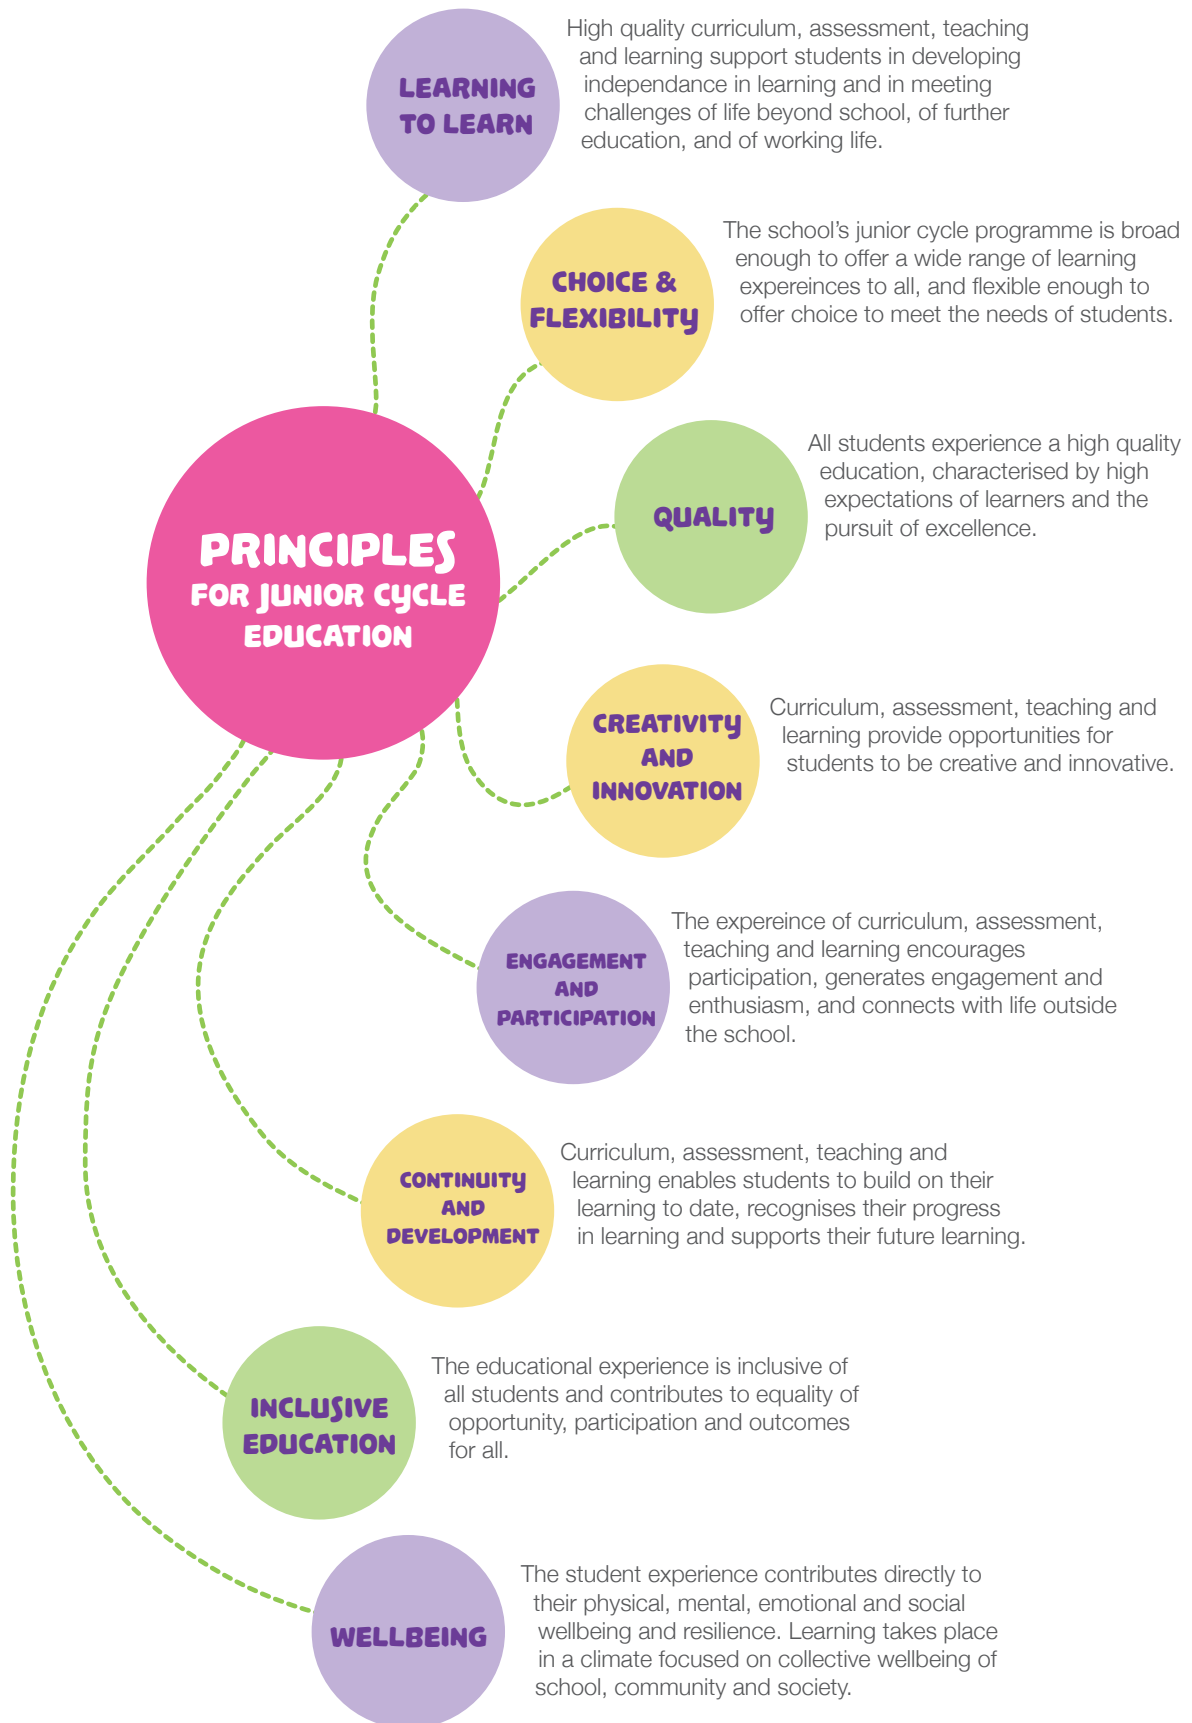 LEARNING
TO LEARN
High quality curriculum, assessment, teaching
and learning support students in developing
independance in learning and in meeting
challenges of life beyond school, of further
education, and of working life.
CHOICE &
FLEXIBILITY
The school’s junior cycle programme is broad
enough to offer a wide range of learning
expereinces to all, and flexible enough to
offer choice to meet the needs of students.
QUALITY
All students experience a high quality
education, characterised by high
expectations of learners and the
pursuit of excellence.
PRINCIPLES
FOR JUNIOR CYCLE
EDUCATION
CREATIVITY
AND
INNOVATION
Curriculum, assessment, teaching and
learning provide opportunities for
students to be creative and innovative.
ENGAGEMENT
AND
PARTICIPATION
The expereince of curriculum, assessment,
teaching and learning encourages
participation, generates engagement and
enthusiasm, and connects with life outside
the school.
CONTINUITY
AND
DEVELOPMENT
Curriculum, assessment, teaching and
learning enables students to build on their
learning to date, recognises their progress
in learning and supports their future learning.
INCLUSIVE
EDUCATION
The educational experience is inclusive of
all students and contributes to equality of
opportunity, participation and outcomes
for all.
WELLBEING
The student experience contributes directly to
their physical, mental, emotional and social
wellbeing and resilience. Learning takes place
in a climate focused on collective wellbeing of
school, community and society.